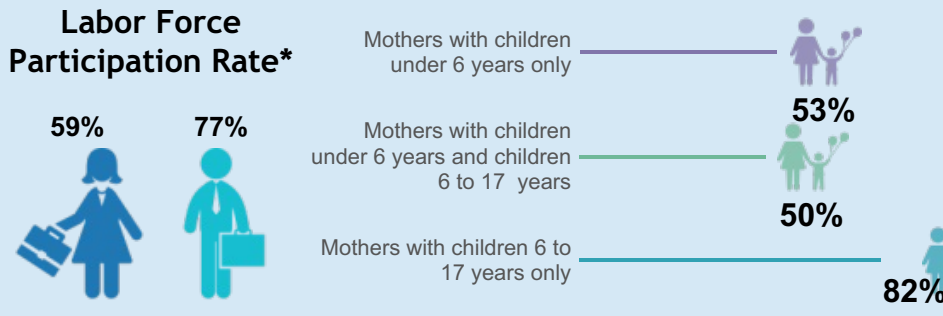 Labor Force
Participation Rate*
59%
77%
Mothers with children
under 6 years only
53%
Mothers with children
under 6 years and children
6 to 17 years
50%
Mothers with children 6 to
17 years only
82%